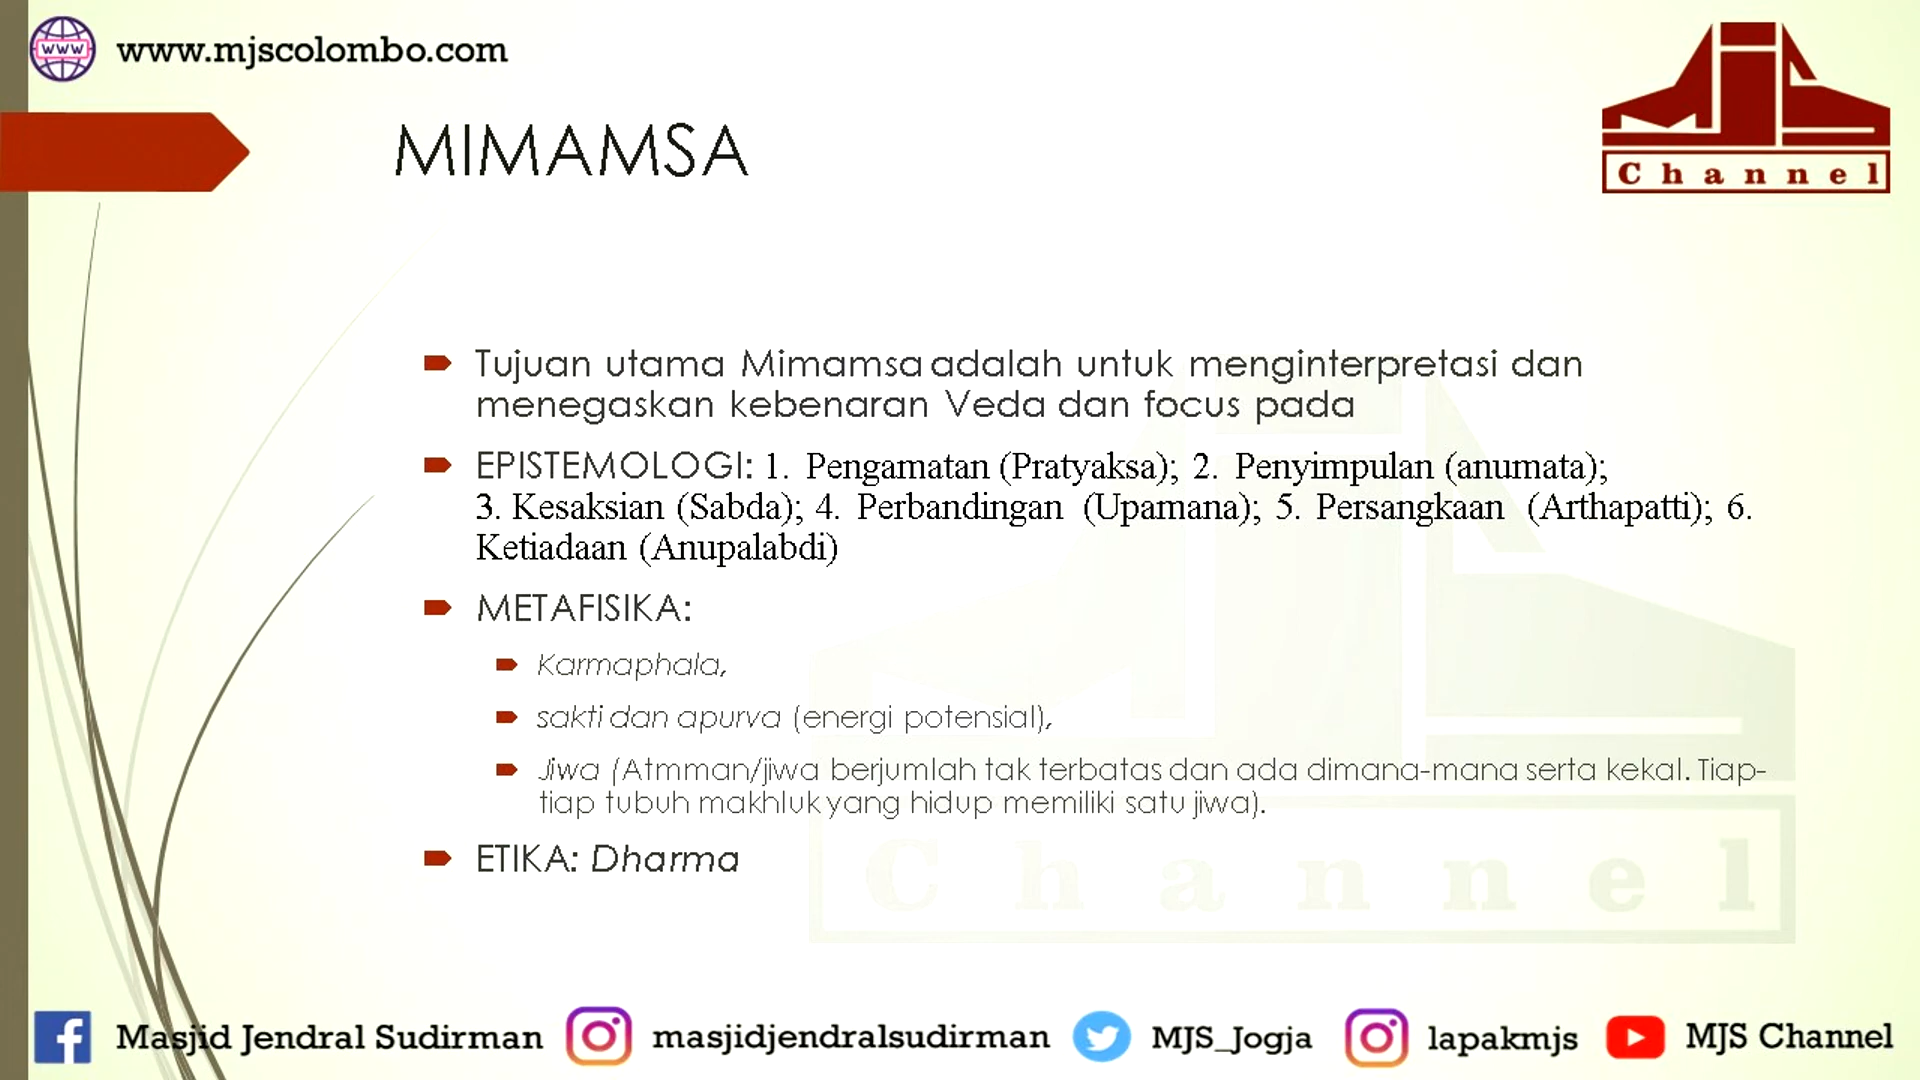 www.mjscolombo.com
MJS
Channel
MIMAMSA
Tujuan utama Mimamsa adalah untuk menginterpretasi dan
menegaskan kebenaran Veda dan focus pada
EPISTEMOLOGI: 1. Pengamatan (Pratyaksa); 2. Penyimpulan (anumata);
3. Kesaksian (Sabda); 4. Perbandingan (Upamana); 5. Persangkaan (Arthapatti); 6.
Ketiadaan (Anupalabdi)
METAFISIKA:
Karmaphala,
sakti dan apurva (energi potensial),
Jiwa (Atmman/jiwa berjumlah tak terbatas dan ada dimana-mana serta kekal. Tiap-
tiap tubuh makhluk yang hidup memiliki satu jiwa).
ETIKA: Dharma
Channel
Masjid Jendral Sudirman masjidjendralsudirman MJS_Jogja lapakmjs MJS Channel